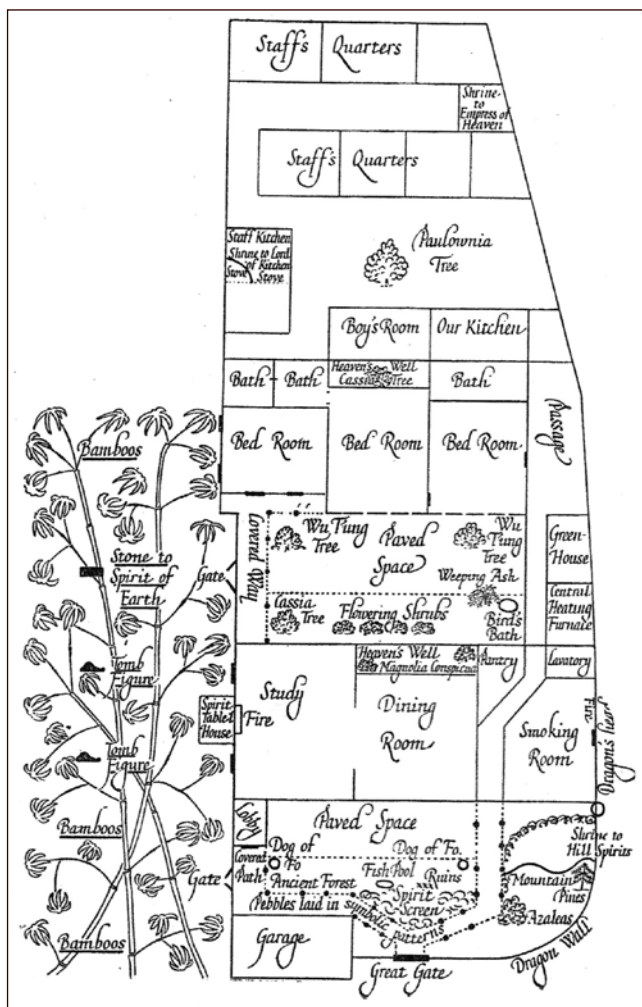 Staff's Quarters
Shrine
to
Empress of
Heaven
Staff's Quarters
Staff Kitchen
Shrine to Lord
of Kitchen
Stove Stove
Paulownia
Tree
Boy's Room
Our Kitchen
Heaven's Well
Cassia Tree
Bath
Bath
Bath
Passage
Bed Room
Bed Room
Bed Room
Bamboos
Covered Way
Wu Tung
Tree
Paved
Space
Wu
Tung
Tree
Green-
House
Stone to
Spirit of
Earth
Gate
Weeping Ash
Central
Heating
Furnace
Cassia
Tree
Flowering Shrubs
Bird's
Bath
Heaven's Well
Magnolia Conspicua
Pantry
Lavatory
Tomb
Figure
Spirit
Tablet
House
Study
Fire
Dining
Room
Smoking
Room
Fire
Dragon's head
Tomb
Figure
Lobby
Paved Space
Shrine to
Hill Spirits
Bamboos
Covered
Path
Dog of
Fo
Dog of Fo.
Fish Pool
Ruins
Mountain
Pines
Gate
Ancient Forest
Spirit
Screen
Azaleas
Pebbles laid in symbolic patterns
Bamboos
Garage
Great Gate
Dragon Wall